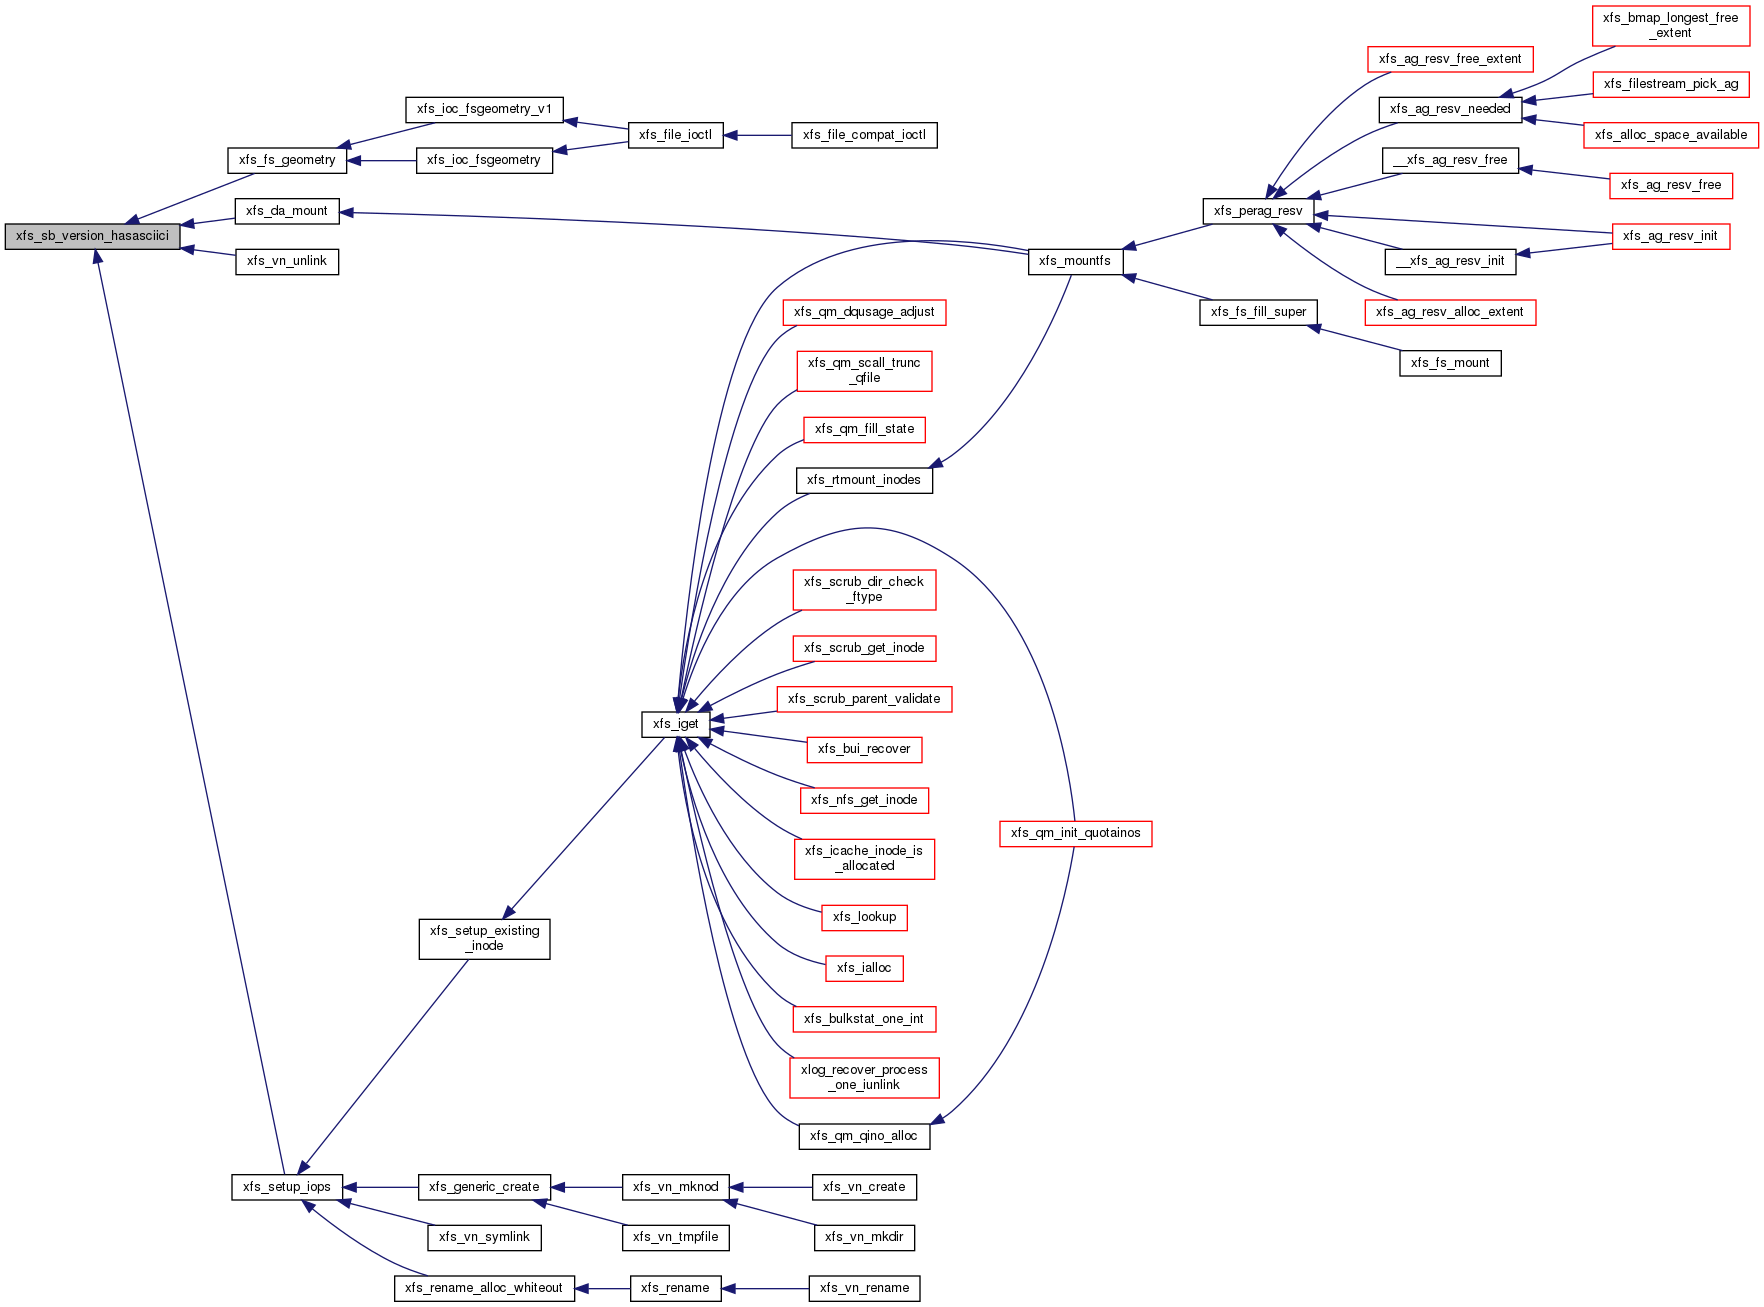 xfs_bmap_longest_free
_extent
xfs_ag_resv_free_extent
xfs_filestream_pick_ag
xfs_ioc_fsgeometry_v1
xfs_ag_resv_needed
xfs_file_ioctl
xfs_file_compat_ioctl
xfs_alloc_space_available
xfs_fs_geometry
xfs_ioc_fsgeometry
__xfs_ag_resv_free
xfs_ag_resv_free
xfs_da_mount
xfs_perag_resv
xfs_sb_version_hasasciici
xfs_ag_resv_init
xfs_vn_unlink
xfs_mountfs
__xfs_ag_resv_init
xfs_qm_dqusage_adjust
xfs_fs_fill_super
xfs_ag_resv_alloc_extent
xfs_qm_scall_trunc
_qfile
xfs_fs_mount
xfs_qm_fill_state
xfs_rtmount_inodes
xfs_scrub_dir_check
_ftype
xfs_scrub_get_inode
xfs_scrub_parent_validate
xfs_iget
xfs_bui_recover
xfs_nfs_get_inode
xfs_qm_init_quotainos
xfs_icache_inode_is
_allocated
xfs_lookup
xfs_setup_existing
_inode
xfs_ialloc
xfs_bulkstat_one_int
xlog_recover_process
_one_iunlink
xfs_qm_qino_alloc
xfs_setup_iops
xfs_generic_create
xfs_vn_mknod
xfs_vn_create
xfs_vn_symlink
xfs_vn_tmpfile
xfs_vn_mkdir
xfs_rename_alloc_whiteout
xfs_rename
xfs_vn_rename